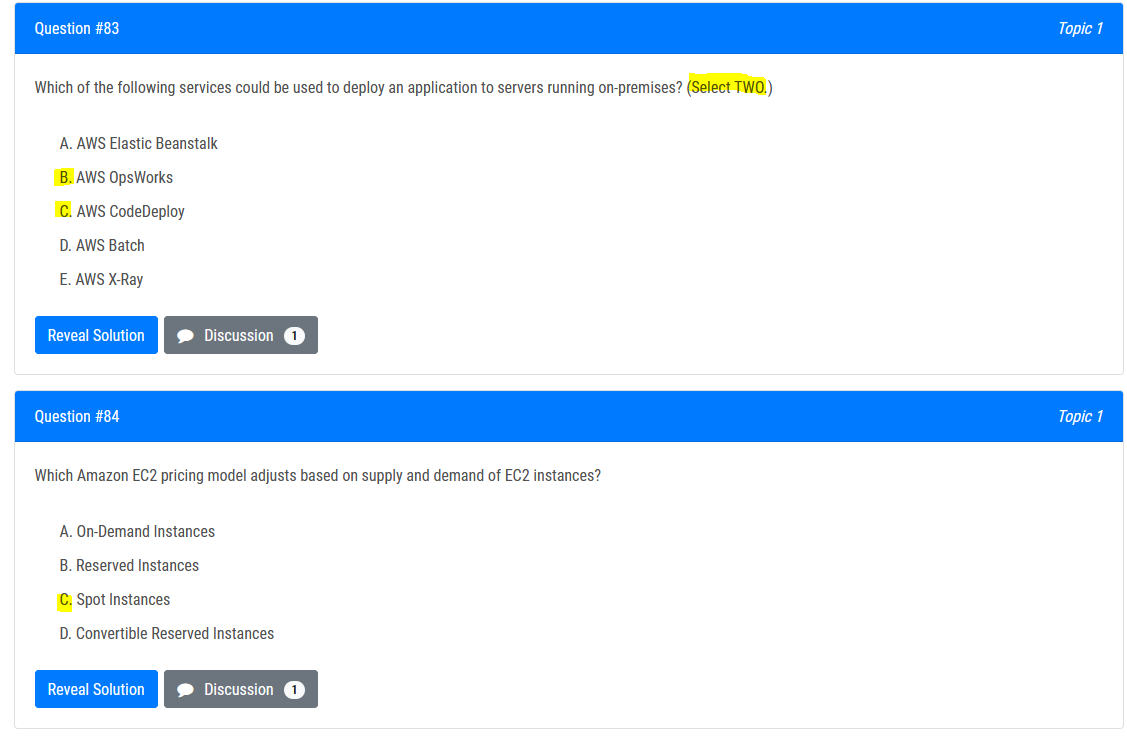 Question #83
Topic 1
Which of the following services could be used to deploy an application to servers running on-premises? (Select TWO.)
A. AWS Elastic Beanstalk
B. AWS OpsWorks
C. AWS CodeDeploy
D. AWS Batch
E. AWS X-Ray
Reveal Solution
Discussion 1
Question #84
Topic 1
Which Amazon EC2 pricing model adjusts based on supply and demand of EC2 instances?
A. On-Demand Instances
B. Reserved Instances
C. Spot Instances
D. Convertible Reserved Instances
Reveal Solution
Discussion 1